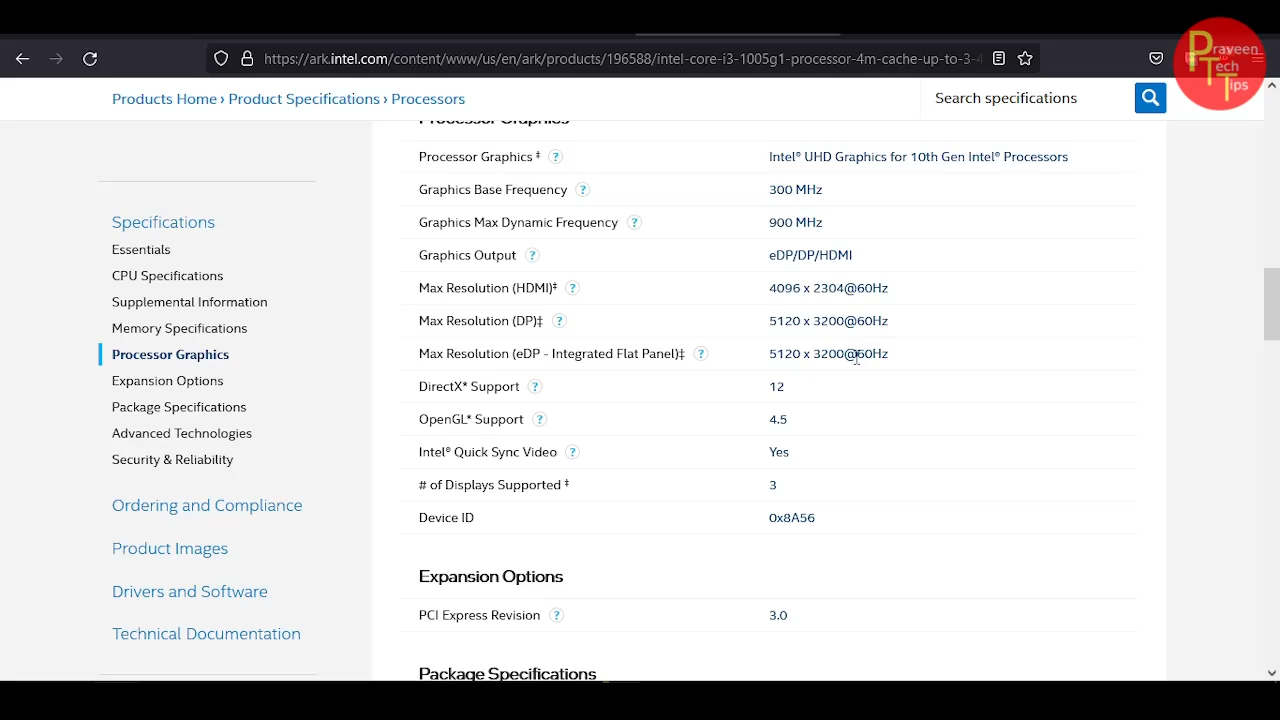 https://ark.intel.com/content/www/us/en/ark/products/196588/intel-core-i3-1005g1-processor-4m-cache-up-to-3-4
Praveen
Tech
Tips
Products Home › Product Specifications › Processors
Search specifications
Processor Graphics
Processor Graphics ‡ ? Intel® UHD Graphics for 10th Gen Intel® Processors
Graphics Base Frequency ? 300 MHz
Graphics Max Dynamic Frequency ? 900 MHz
Graphics Output ? eDP/DP/HDMI
Max Resolution (HDMI)‡ ? 4096 x 2304@60Hz
Max Resolution (DP)‡ ? 5120 x 3200@60Hz
Max Resolution (eDP - Integrated Flat Panel)‡ ? 5120 x 3200@60Hz
DirectX* Support ? 12
OpenGL* Support ? 4.5
Intel® Quick Sync Video ? Yes
# of Displays Supported ‡ 3
Device ID 0x8A56
Expansion Options
PCI Express Revision ? 3.0
Package Specifications
Specifications
Essentials
CPU Specifications
Supplemental Information
Memory Specifications
Processor Graphics
Expansion Options
Package Specifications
Advanced Technologies
Security & Reliability
Ordering and Compliance
Product Images
Drivers and Software
Technical Documentation